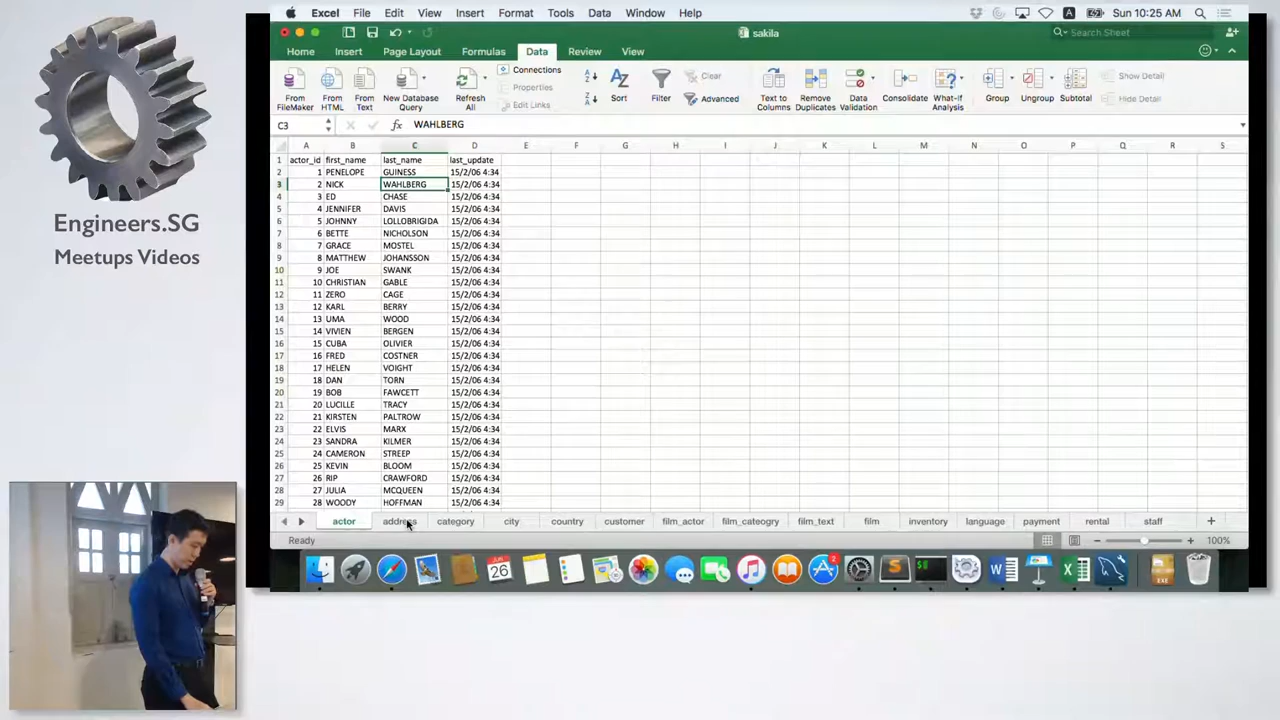 Engineers.SG
Meetups Videos
Excel File Edit View Insert Format Tools Data Window Help
Sun 10:25 AM
sakila
Search Sheet
Home Insert Page Layout Formulas Data Review View
From FileMaker
From HTML
From Text
New Database Query
Refresh All
Connections
Properties
Edit Links
Sort
Filter
Clear
Advanced
Text to Columns
Remove Duplicates
Data Validation
Consolidate
What-If Analysis
Group
Ungroup
Subtotal
Show Detail
Hide Detail
C3 fx WAHLBERG
A B C D E F G H I J K L M N O P Q R S
1 actor_id first_name last_name last_update
2 1 PENELOPE GUINESS 15/2/06 4:34
3 2 NICK WAHLBERG 15/2/06 4:34
4 3 ED CHASE 15/2/06 4:34
5 4 JENNIFER DAVIS 15/2/06 4:34
6 5 JOHNNY LOLLOBRIGIDA 15/2/06 4:34
7 6 BETTE NICHOLSON 15/2/06 4:34
8 7 GRACE MOSTEL 15/2/06 4:34
9 8 MATTHEW JOHANSSON 15/2/06 4:34
10 9 JOE SWANK 15/2/06 4:34
11 10 CHRISTIAN GABLE 15/2/06 4:34
12 11 ZERO CAGE 15/2/06 4:34
13 12 KARL BERRY 15/2/06 4:34
14 13 UMA WOOD 15/2/06 4:34
15 14 VIVIEN BERGEN 15/2/06 4:34
16 15 CUBA OLIVIER 15/2/06 4:34
17 16 FRED COSTNER 15/2/06 4:34
18 17 HELEN VOIGHT 15/2/06 4:34
19 18 DAN TORN 15/2/06 4:34
20 19 BOB FAWCETT 15/2/06 4:34
21 20 LUCILLE TRACY 15/2/06 4:34
22 21 KIRSTEN PALTROW 15/2/06 4:34
23 22 ELVIS MARX 15/2/06 4:34
24 23 SANDRA KILMER 15/2/06 4:34
25 24 CAMERON STREEP 15/2/06 4:34
26 25 KEVIN BLOOM 15/2/06 4:34
27 26 RIP CRAWFORD 15/2/06 4:34
28 27 JULIA MCQUEEN 15/2/06 4:34
29 28 WOODY HOFFMAN 15/2/06 4:34
actor address category city country customer film_actor film_cateogry film_text film inventory language payment rental staff
Ready
100%
26
2